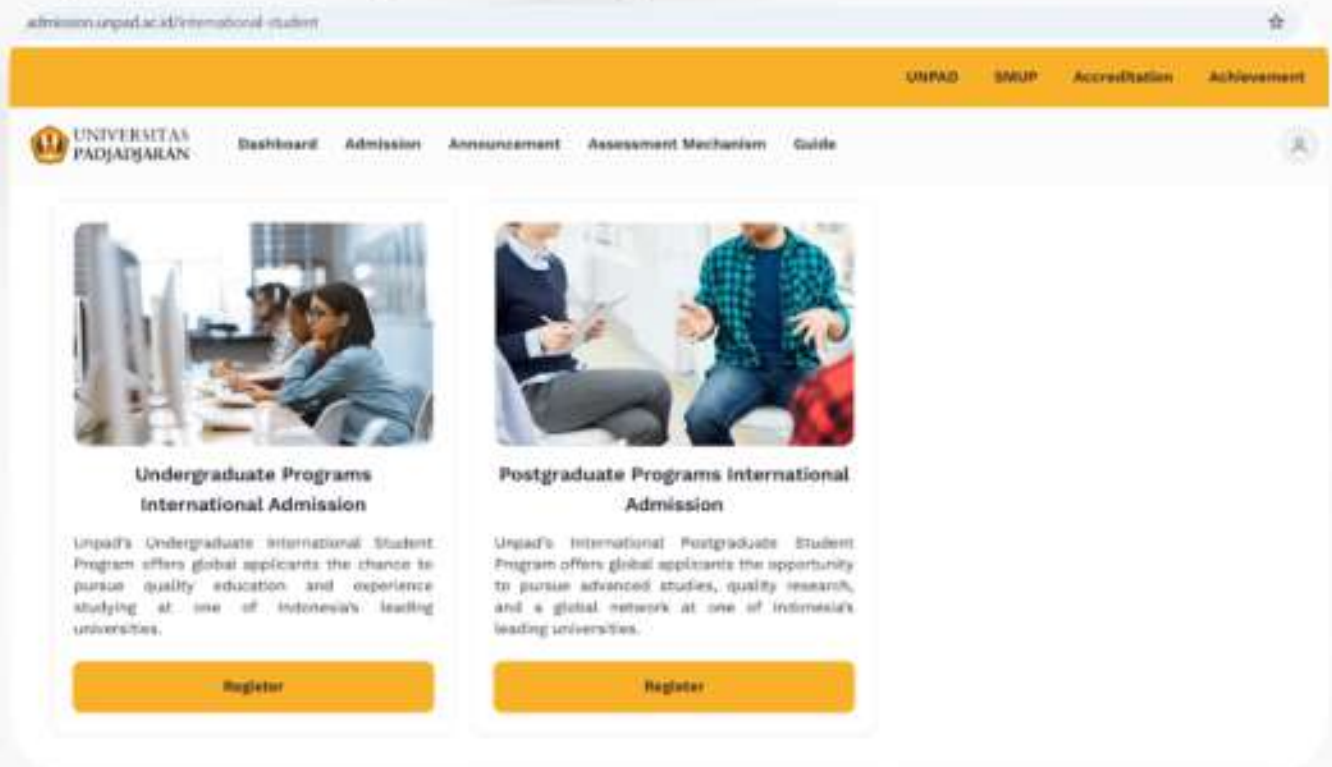 admission.unpad.ac.id/international-student
UNPAD SMUP Accreditation Achievement
UNIVERSITAS
PADJADJARAN
Dashboard Admission Announcement Assessment Mechanism Guide
Undergraduate Programs
International Admission
Unpad's Undergraduate International Student
Program offers global applicants the chance to
pursue quality education and experience
studying at one of Indonesia's leading
universities.
Register
Postgraduate Programs International
Admission
Unpad's International Postgraduate Student
Program offers global applicants the opportunity
to pursue advanced studies, quality research,
and a global network at one of Indonesia's
leading universities.
Register